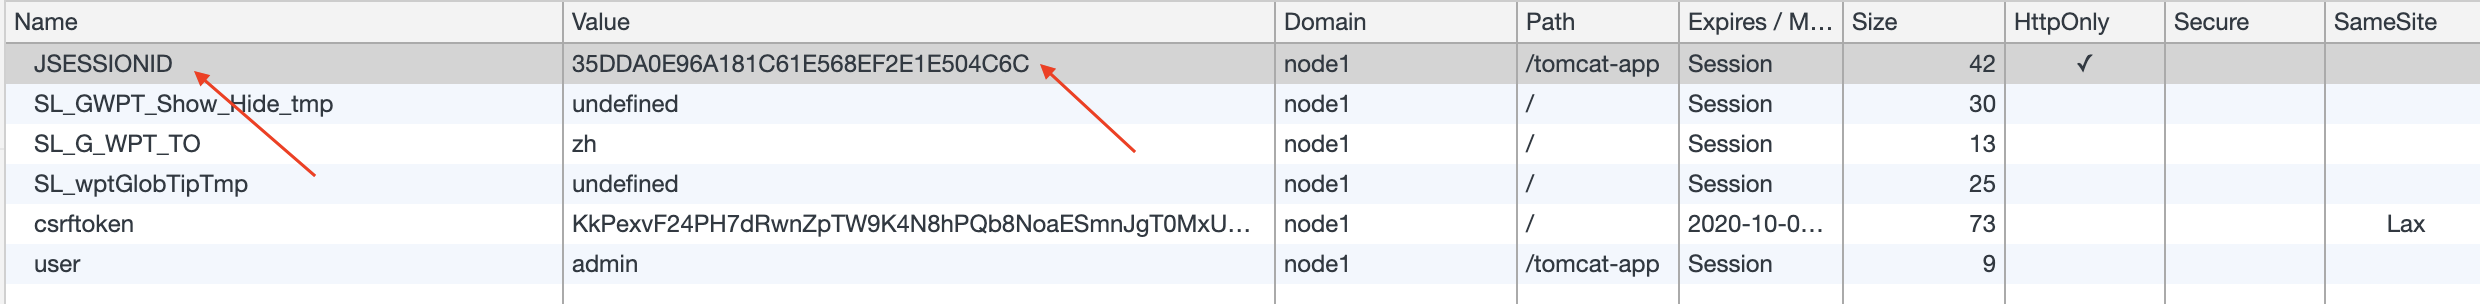 Name Value Domain Path Expires / M... Size HttpOnly Secure SameSite
JSESSIONID 35DDA0E96A181C61E568EF2E1E504C6C node1 /tomcat-app Session 42 ✓
SL_GWPT_Show_Hide_tmp undefined node1 / Session 30
SL_G_WPT_TO zh node1 / Session 13
SL_wptGlobTipTmp undefined node1 / Session 25
csrftoken KkPexvF24PH7dRwnZpTW9K4N8hPQb8NoaESmnJgT0MxU... node1 / 2020-10-0... 73 Lax
user admin node1 /tomcat-app Session 9